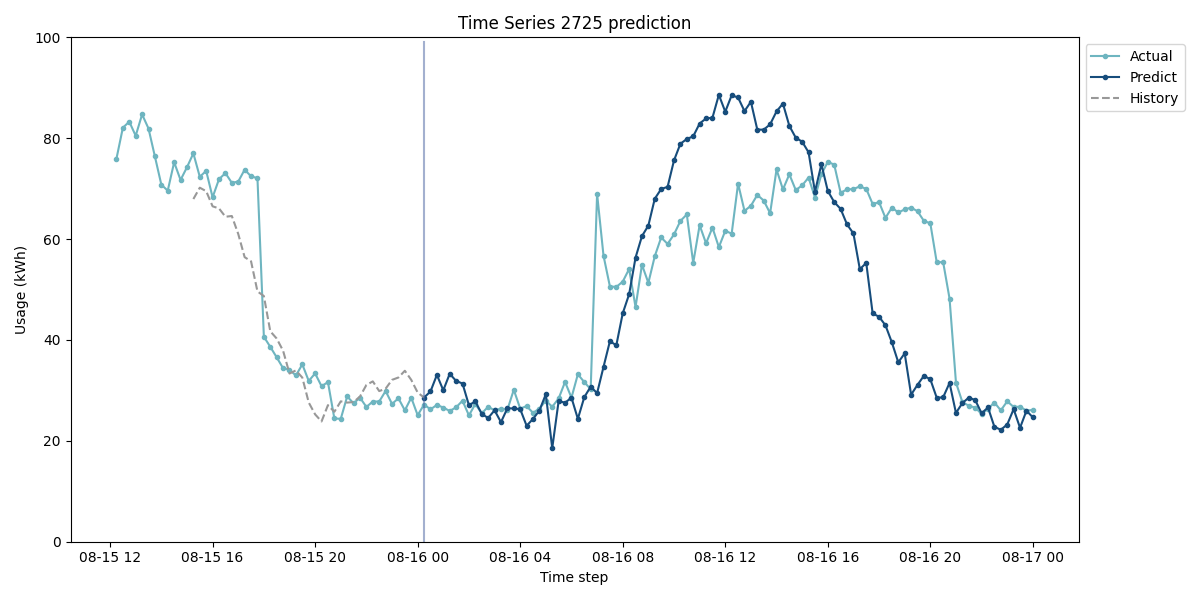 Time Series 2725 prediction
100
80
60
40
20
0
Usage (kWh)
08-15 12 08-15 16 08-15 20 08-16 00 08-16 04 08-16 08 08-16 12 08-16 16 08-16 20 08-17 00
Time step
Actual
Predict
History